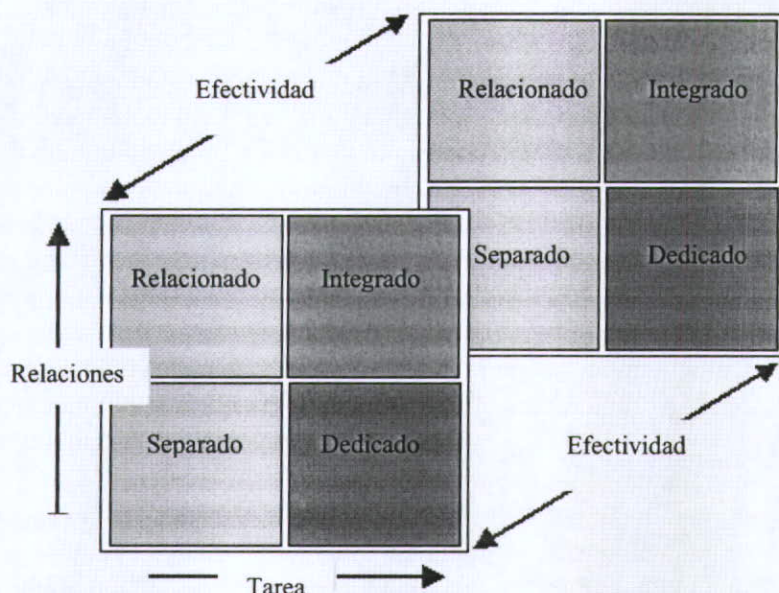 Efectividad
Relacionado Integrado
Separado Dedicado
Relacionado Integrado
Relaciones
Separado Dedicado
Efectividad
Tarea